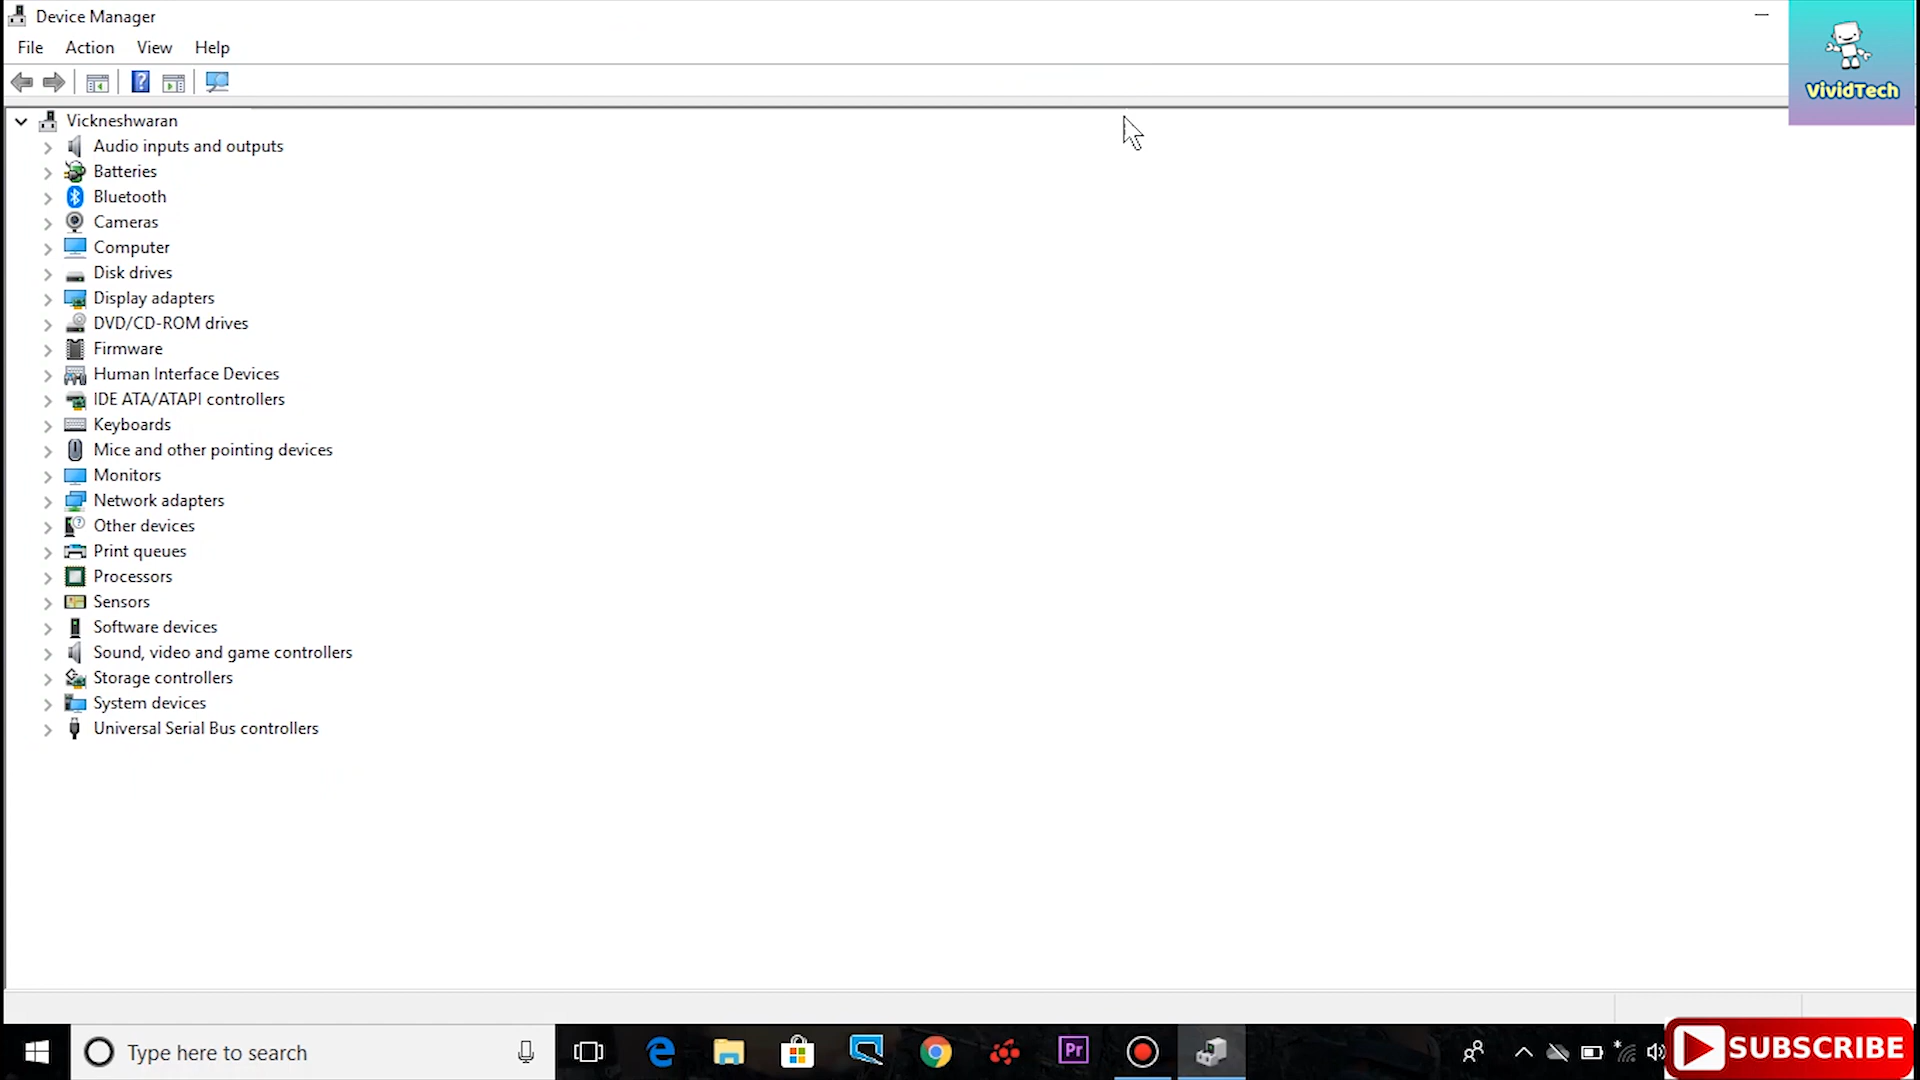 Device Manager
File Action View Help
VividTech
Vickneshwaran
Audio inputs and outputs
Batteries
Bluetooth
Cameras
Computer
Disk drives
Display adapters
DVD/CD-ROM drives
Firmware
Human Interface Devices
IDE ATA/ATAPI controllers
Keyboards
Mice and other pointing devices
Monitors
Network adapters
Other devices
Print queues
Processors
Sensors
Software devices
Sound, video and game controllers
Storage controllers
System devices
Universal Serial Bus controllers
Type here to search
Pr
SUBSCRIBE